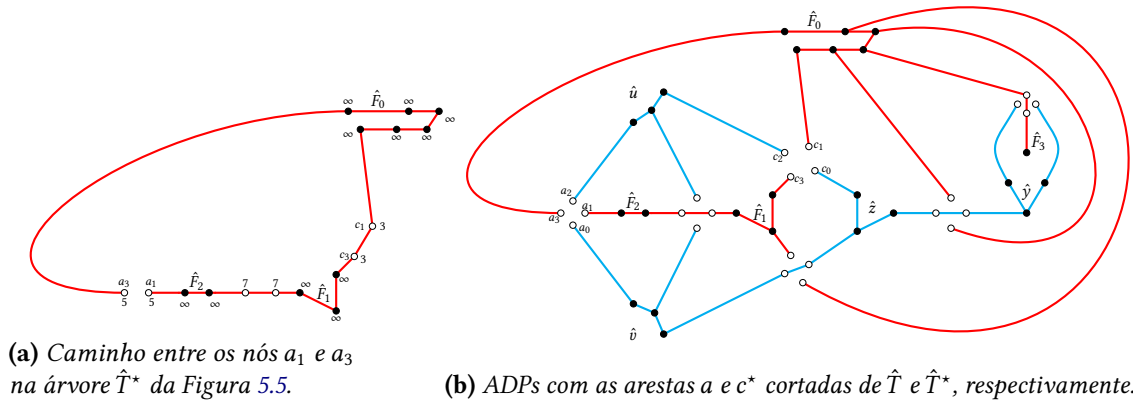 F̂₀
∞ ∞ ∞
∞ ∞ ∞
c₁ 3
c₃ 3
a₃ a₁ F̂₂ 7 7 ∞ F̂₁ ∞
5 5 ∞ ∞ ∞
(a) Caminho entre os nós a₁ e a₃
na árvore T̂* da Figura 5.5.
F̂₀
û
c₂ c₁
F̂₃
a₂ c₃ c₀
a₁ F̂₂ F̂₁ ẑ ŷ
a₃ a₀
v̂
(b) ADPs com as arestas a e c* cortadas de T̂ e T̂*, respectivamente.